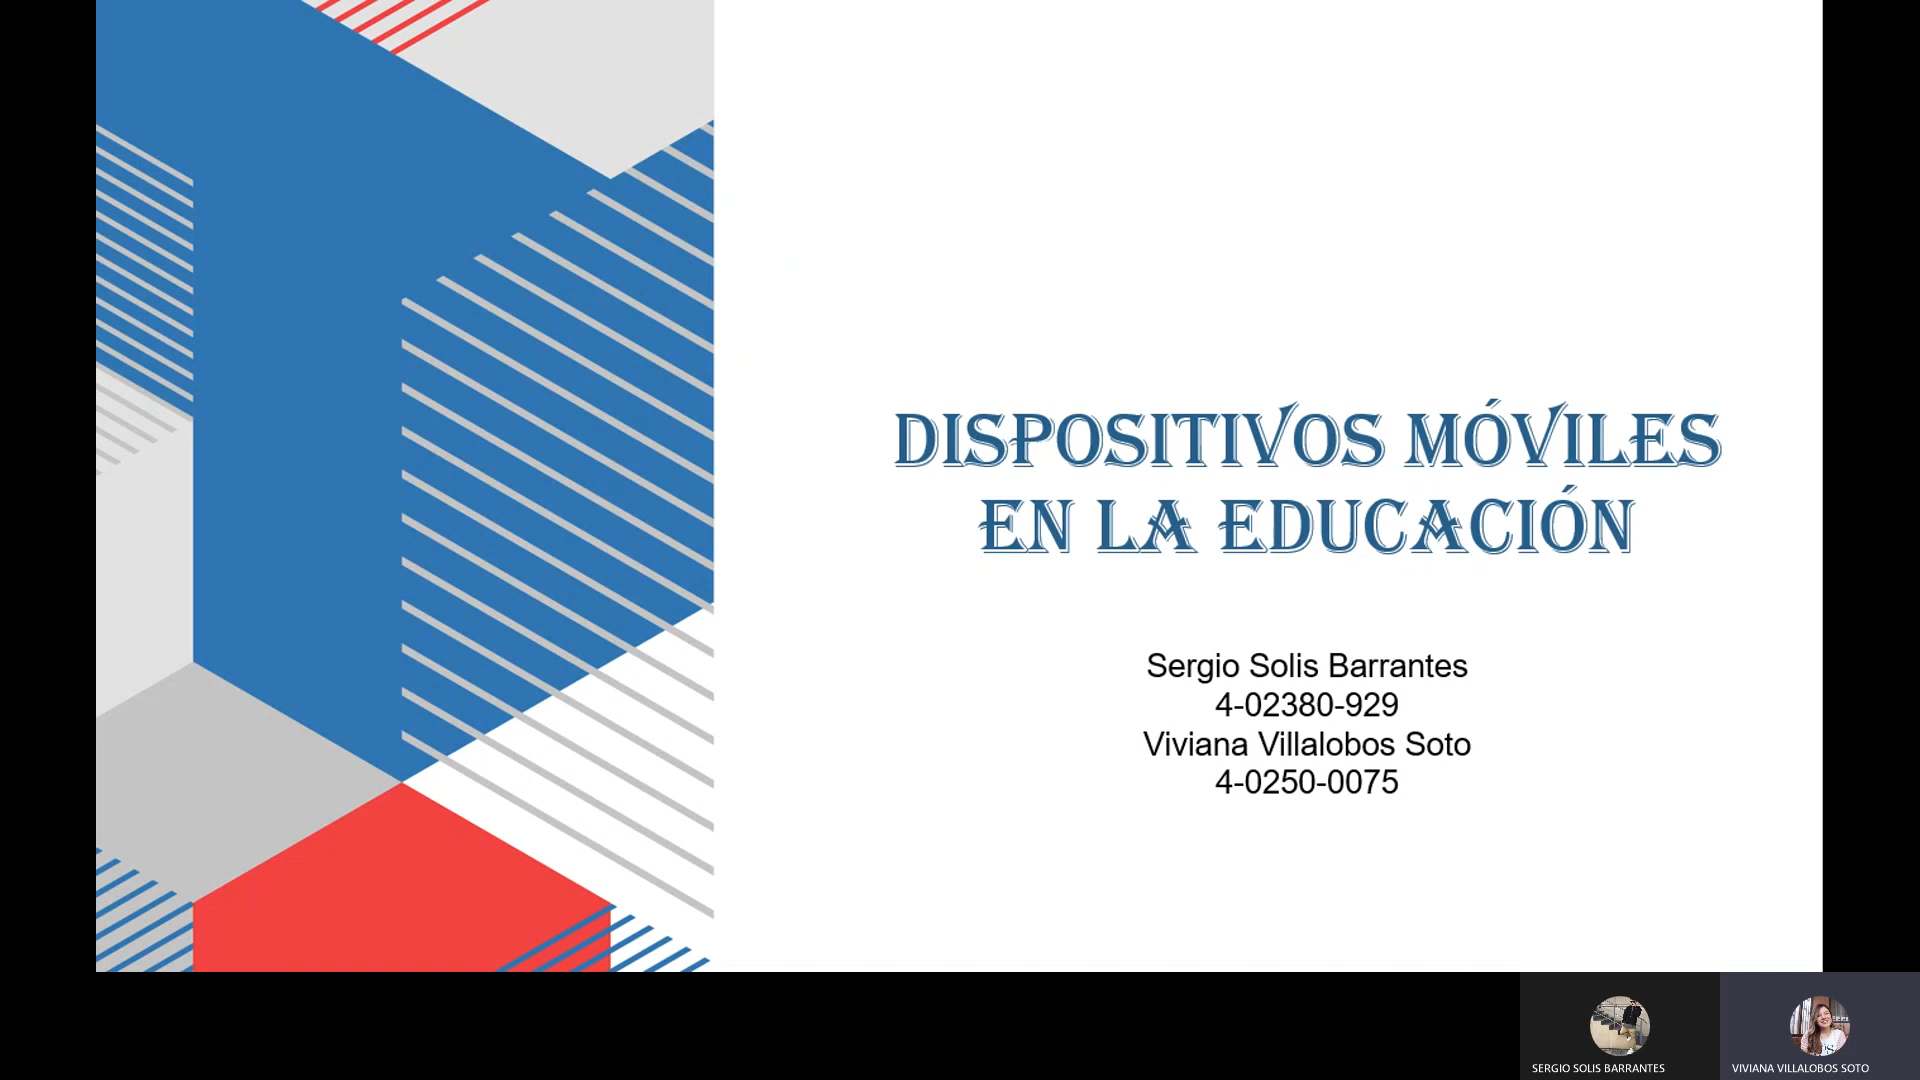 DISPOSITIVOS MÓVILES
EN LA EDUCACIÓN
Sergio Solis Barrantes
4-02380-929
Viviana Villalobos Soto
4-0250-0075
SERGIO SOLIS BARRANTES
VIVIANA VILLALOBOS SOTO